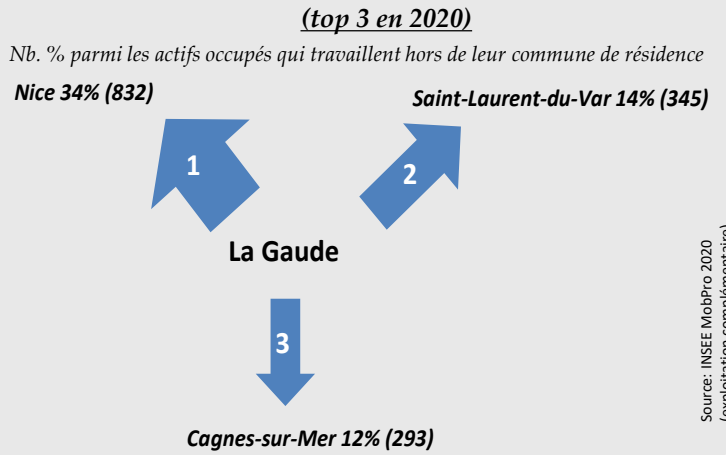 (top 3 en 2020)
Nb. % parmi les actifs occupés qui travaillent hors de leur commune de résidence
Nice 34% (832)
Saint-Laurent-du-Var 14% (345)
1
2
La Gaude
3
Cagnes-sur-Mer 12% (293)
Source: INSEE MobPro 2020
(exploitation complémentaire)